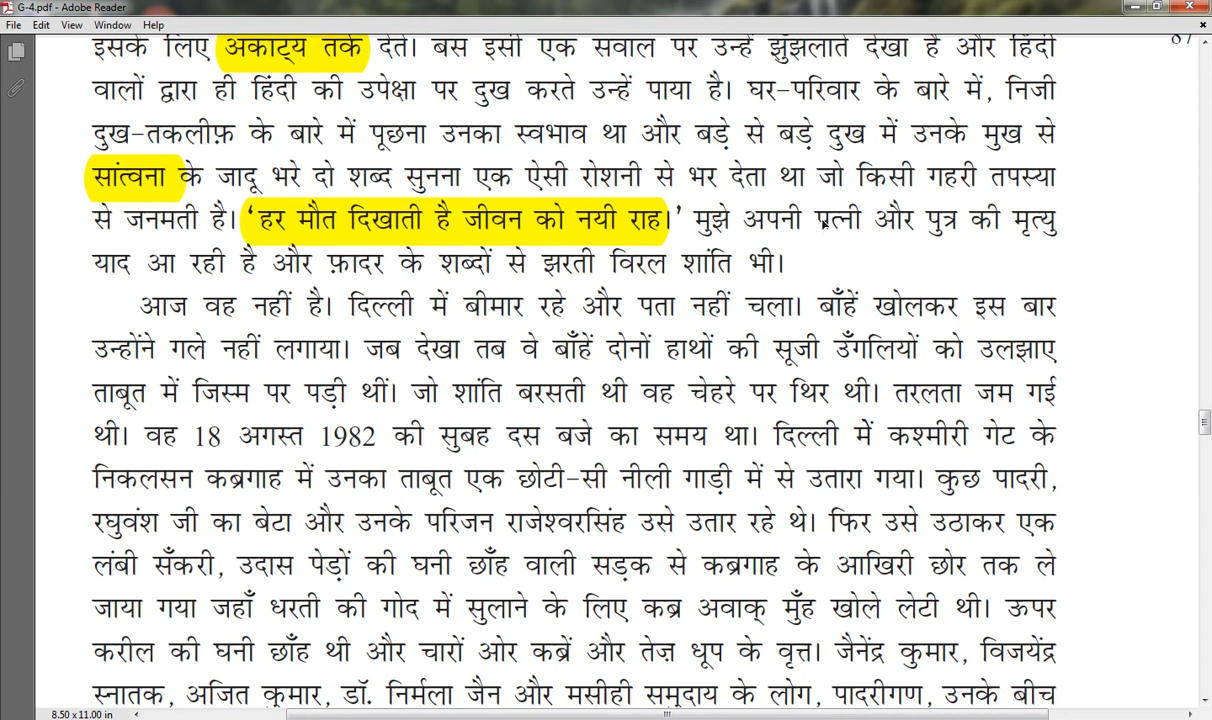 G-4.pdf - Adobe Reader
File Edit View Window Help
87
इसके लिए अकाट्य तर्क देते। बस इसी एक सवाल पर उन्हें झुँझलाते देखा है और हिंदी
वालों द्वारा ही हिंदी की उपेक्षा पर दुख करते उन्हें पाया है। घर-परिवार के बारे में, निजी
दुख-तकलीफ़ के बारे में पूछना उनका स्वभाव था और बड़े से बड़े दुख में उनके मुख से
सांत्वना के जादू भरे दो शब्द सुनना एक ऐसी रोशनी से भर देता था जो किसी गहरी तपस्या
से जनमती है। ‘हर मौत दिखाती है जीवन को नयी राह।’ मुझे अपनी पत्नी और पुत्र की मृत्यु
याद आ रही है और फ़ादर के शब्दों से झरती विरल शांति भी।
आज वह नहीं है। दिल्ली में बीमार रहे और पता नहीं चला। बाँहें खोलकर इस बार
उन्होंने गले नहीं लगाया। जब देखा तब वे बाँहें दोनों हाथों की सूजी उँगलियों को उलझाए
ताबूत में जिस्म पर पड़ी थीं। जो शांति बरसती थी वह चेहरे पर थिर थी। तरलता जम गई
थी। वह 18 अगस्त 1982 की सुबह दस बजे का समय था। दिल्ली में कश्मीरी गेट के
निकलसन कब्रगाह में उनका ताबूत एक छोटी-सी नीली गाड़ी में से उतारा गया। कुछ पादरी,
रघुवंश जी का बेटा और उनके परिजन राजेश्वरसिंह उसे उतार रहे थे। फिर उसे उठाकर एक
लंबी सँकरी, उदास पेड़ों की घनी छाँह वाली सड़क से कब्रगाह के आखिरी छोर तक ले
जाया गया जहाँ धरती की गोद में सुलाने के लिए कब्र अवाक् मुँह खोले लेटी थी। ऊपर
करील की घनी छाँह थी और चारों ओर कब्रें और तेज़ धूप के वृत्त। जैनेंद्र कुमार, विजयेंद्र
स्नातक, अजित कुमार, डॉ. निर्मला जैन और मसीही समुदाय के लोग, पादरीगण, उनके बीच
8.50 x 11.00 in